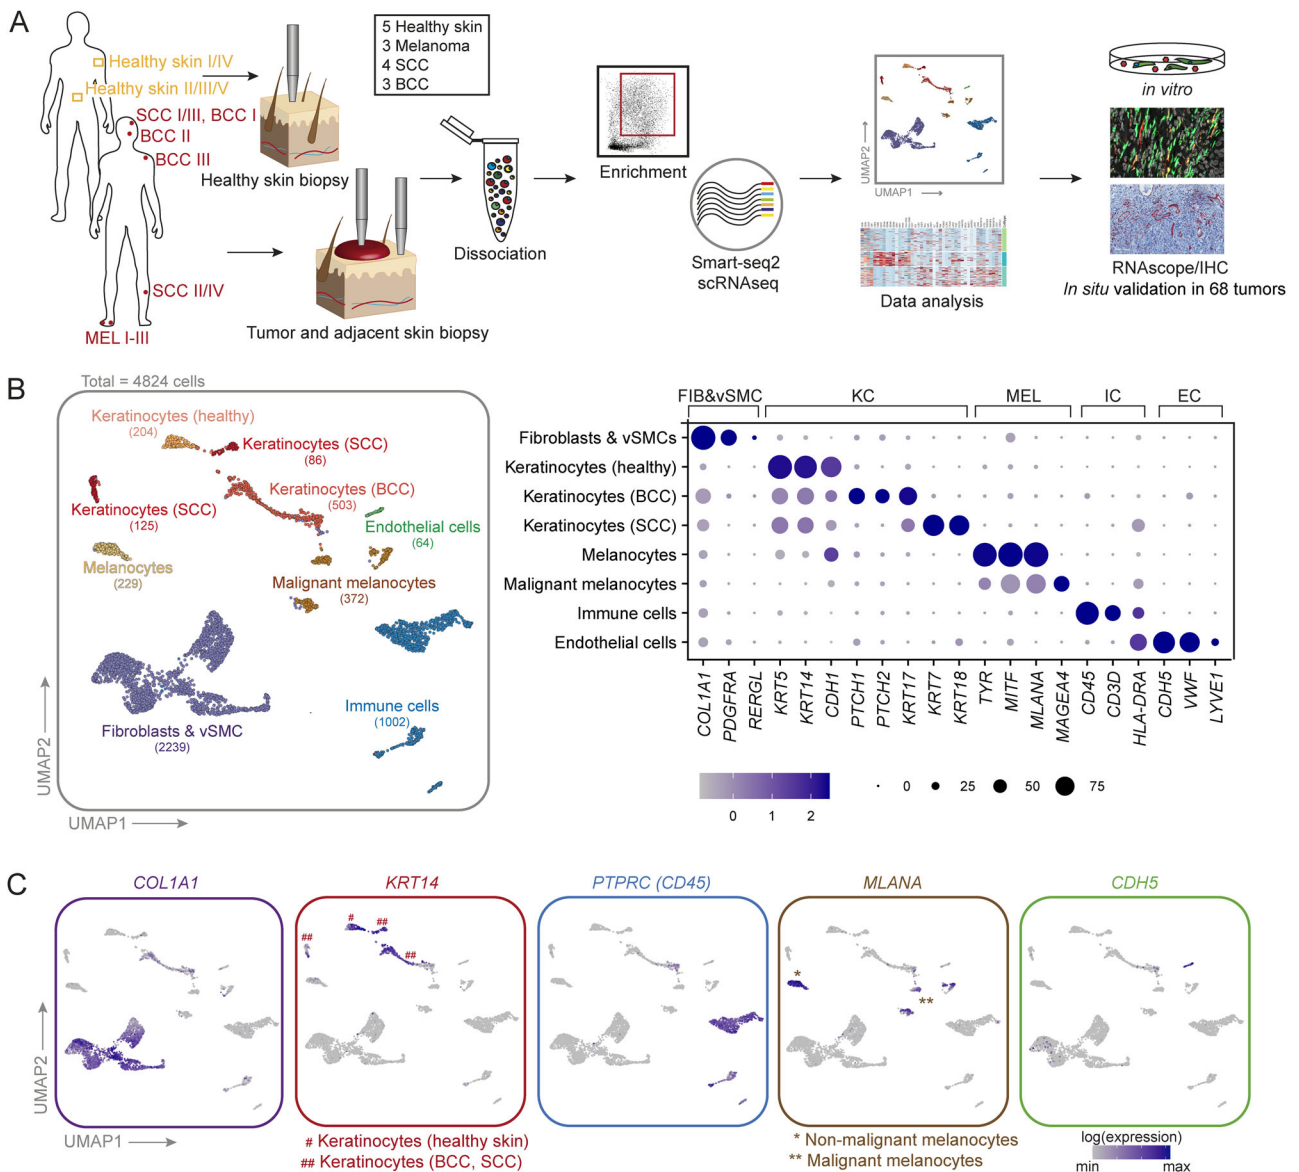 A
Healthy skin I/IV
Healthy skin II/III/V
SCC I/III, BCC I
BCC II
BCC III
SCC II/IV
MEL I-III
Healthy skin biopsy
Tumor and adjacent skin biopsy
5 Healthy skin
3 Melanoma
4 SCC
3 BCC
Dissociation
Enrichment
Smart-seq2
scRNAseq
UMAP2
UMAP1
Data analysis
in vitro
RNAscope/IHC
In situ validation in 68 tumors
B
Total = 4824 cells
Keratinocytes (healthy)
(204)
Keratinocytes (SCC)
(86)
Keratinocytes (BCC)
(503)
Keratinocytes (SCC)
(125)
Endothelial cells
(64)
Melanocytes
(229)
Malignant melanocytes
(372)
Immune cells
(1002)
Fibroblasts & vSMC
(2239)
UMAP2
UMAP1
FIB&vSMC
KC
MEL
IC
EC
Fibroblasts & vSMCs
Keratinocytes (healthy)
Keratinocytes (BCC)
Keratinocytes (SCC)
Melanocytes
Malignant melanocytes
Immune cells
Endothelial cells
COL1A1
PDGFRA
RERGL
KRT5
KRT14
CDH1
PTCH1
PTCH2
KRT17
KRT7
KRT18
TYR
MITF
MLANA
MAGEA4
CD45
CD3D
HLA-DRA
CDH5
VWF
LYVE1
0 1 2
0 25 50 75
C
COL1A1
KRT14
PTPRC (CD45)
MLANA
CDH5
#
##
##
##
*
**
UMAP2
UMAP1
# Keratinocytes (healthy skin)
## Keratinocytes (BCC, SCC)
* Non-malignant melanocytes
** Malignant melanocytes
log(expression)
min max